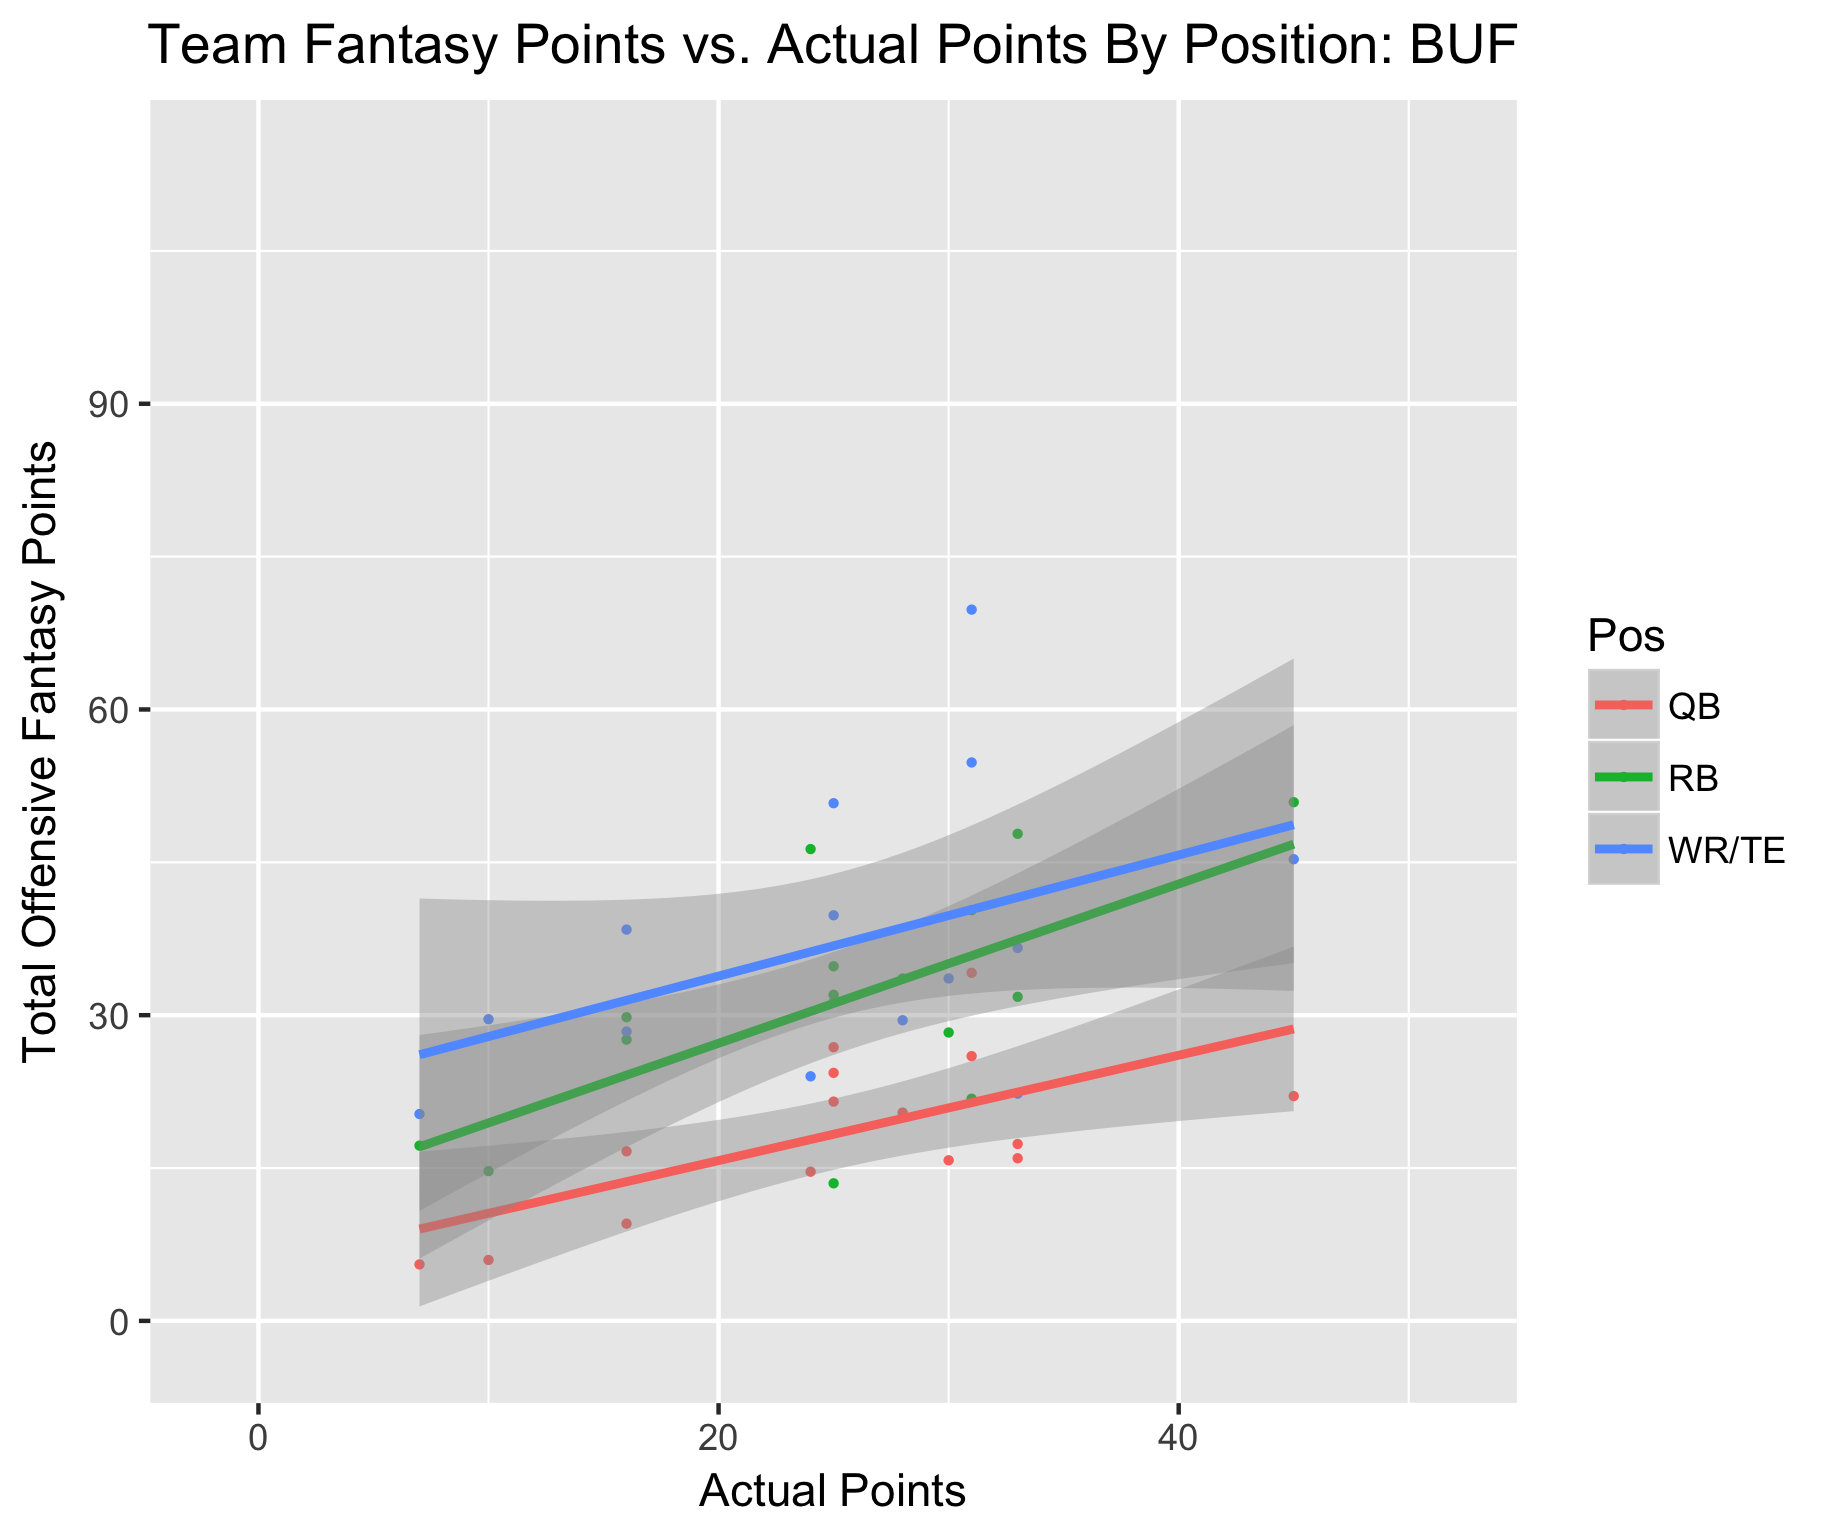 Team Fantasy Points vs. Actual Points By Position: BUF
Total Offensive Fantasy Points
90
60
30
0
0 20 40
Actual Points
Pos
QB
RB
WR/TE